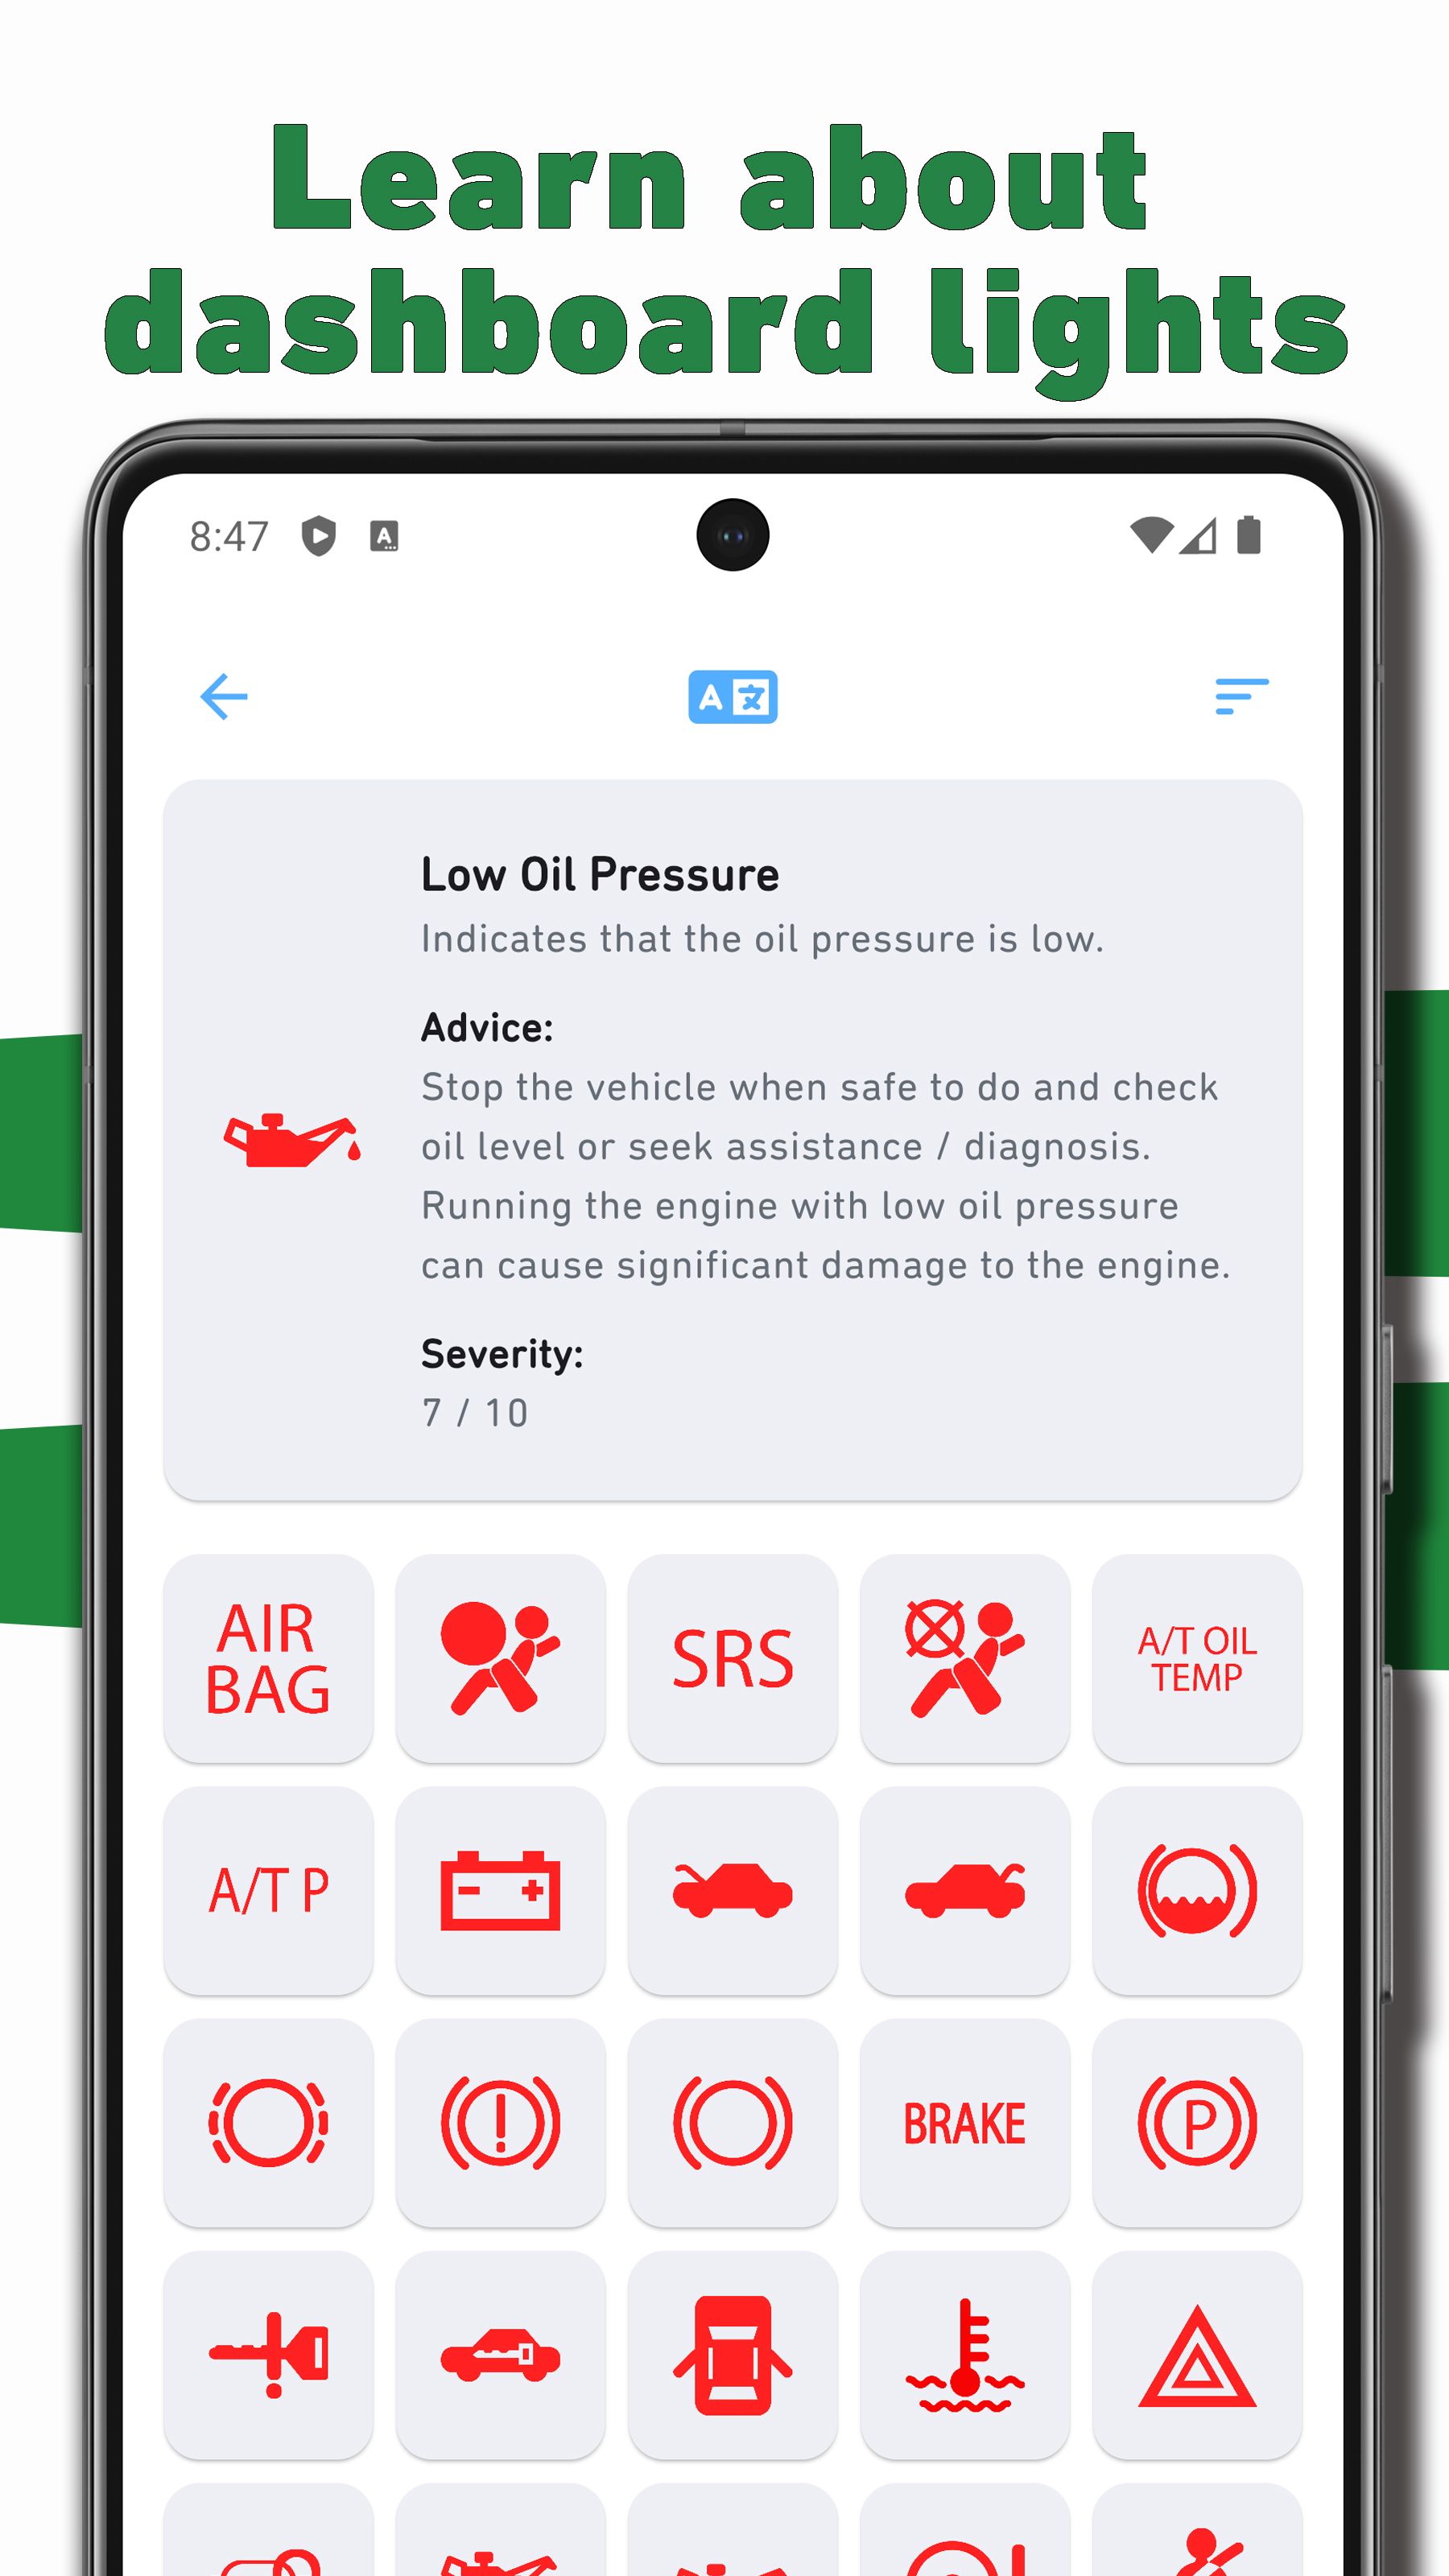 Learn about
dashboard lights
8:47
A
A 文
Low Oil Pressure
Indicates that the oil pressure is low.
Advice:
Stop the vehicle when safe to do and check
oil level or seek assistance / diagnosis.
Running the engine with low oil pressure
can cause significant damage to the engine.
Severity:
7 / 10
AIR
BAG
SRS
A/T OIL
TEMP
A/T P
BRAKE
P